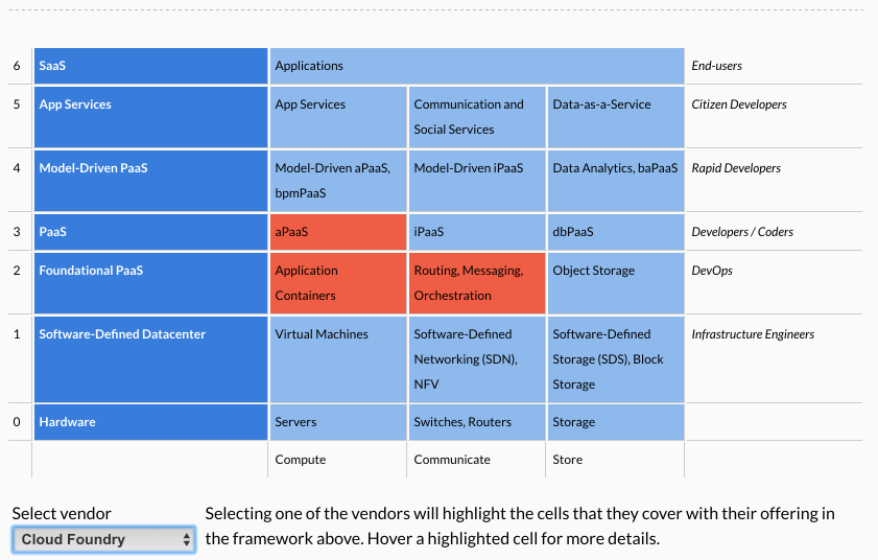 6 SaaS Applications End-users
5 App Services App Services Communication and Data-as-a-Service Citizen Developers
Social Services
4 Model-Driven PaaS Model-Driven aPaaS, Model-Driven iPaaS Data Analytics, baPaaS Rapid Developers
bpmPaaS
3 PaaS aPaaS iPaaS dbPaaS Developers / Coders
2 Foundational PaaS Application Routing, Messaging, Object Storage DevOps
Containers Orchestration
1 Software-Defined Datacenter Virtual Machines Software-Defined Software-Defined Infrastructure Engineers
Networking (SDN), Storage (SDS), Block
NFV Storage
0 Hardware Servers Switches, Routers Storage
Compute Communicate Store
Select vendor Selecting one of the vendors will highlight the cells that they cover with their offering in
Cloud Foundry the framework above. Hover a highlighted cell for more details.